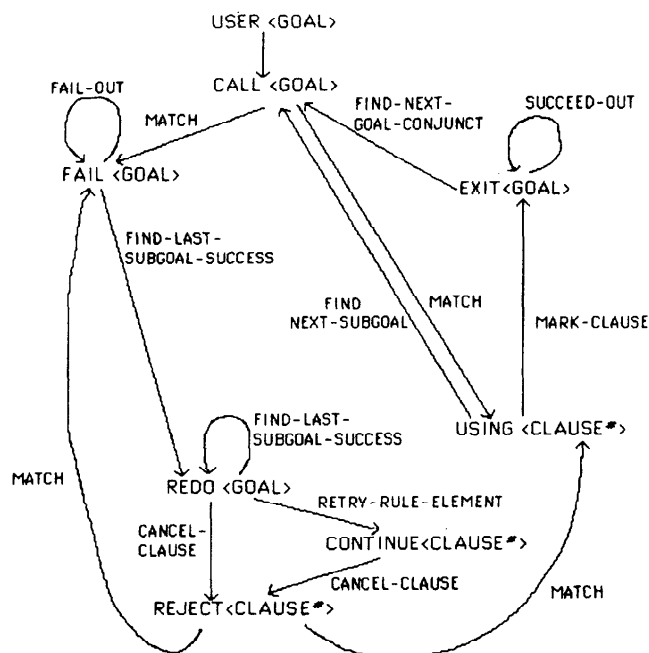 USER <GOAL>
FAIL-OUT
CALL <GOAL>
FIND-NEXT-
GOAL-CONJUNCT
SUCCEED-OUT
MATCH
FAIL <GOAL>
EXIT<GOAL>
FIND-LAST-
SUBGOAL-SUCCESS
FIND
NEXT-SUBGOAL
MATCH
MARK-CLAUSE
FIND-LAST-
SUBGOAL-SUCCESS
USING <CLAUSE#>
MATCH
REDO <GOAL>
RETRY-RULE-ELEMENT
CANCEL-
CLAUSE
CONTINUE<CLAUSE#>
CANCEL-CLAUSE
REJECT<CLAUSE#>
MATCH